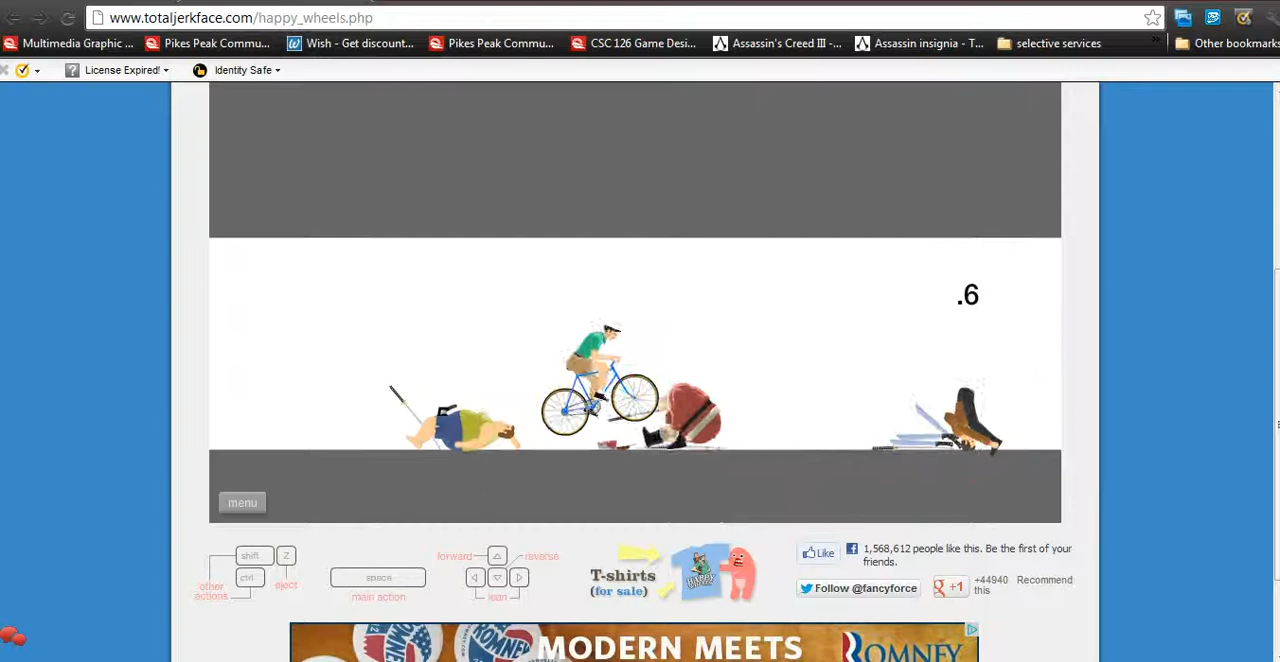 www.totaljerkface.com/happy_wheels.php
Multimedia Graphic ...
Pikes Peak Commu...
Wish - Get discount...
Pikes Peak Commu...
CSC 126 Game Desi...
Assassin's Creed III -...
Assassin insignia - T...
selective services
»
Other bookmarks
License Expired!
Identity Safe
.6
menu
shift
Z
ctrl
other
actions
eject
space
main action
forward
reverse
lean
T-shirts
(for sale)
Like
1,568,612 people like this. Be the first of your
friends.
Follow @fancyforce
+1
+44940 Recommend
this
ROMNEY
MODERN MEETS
ROMNEY